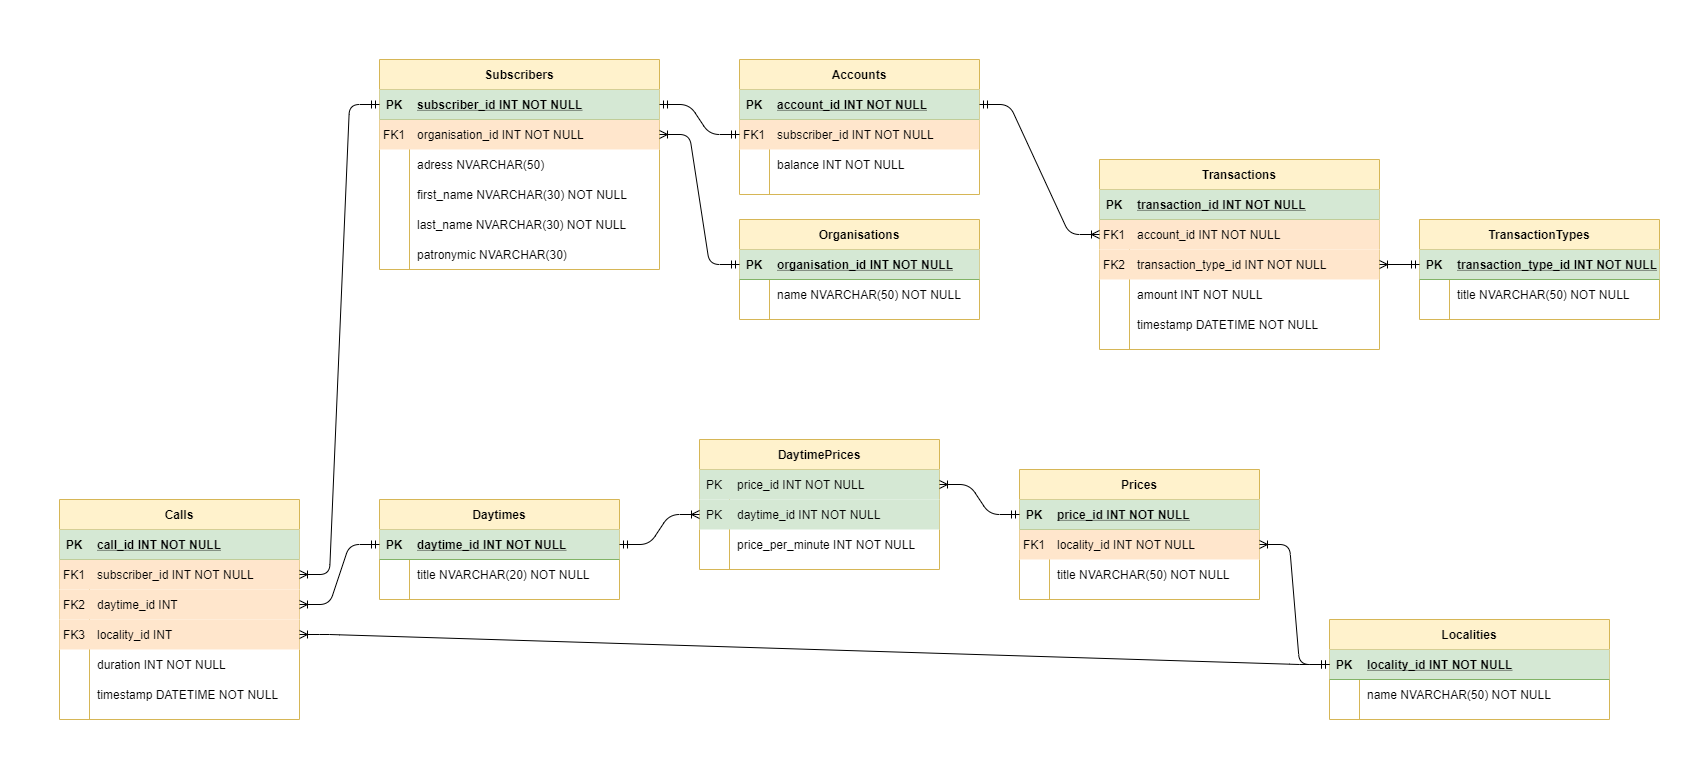 Subscribers
PK subscriber_id INT NOT NULL
FK1 organisation_id INT NOT NULL
adress NVARCHAR(50)
first_name NVARCHAR(30) NOT NULL
last_name NVARCHAR(30) NOT NULL
patronymic NVARCHAR(30)
Accounts
PK account_id INT NOT NULL
FK1 subscriber_id INT NOT NULL
balance INT NOT NULL
Organisations
PK organisation_id INT NOT NULL
name NVARCHAR(50) NOT NULL
Transactions
PK transaction_id INT NOT NULL
FK1 account_id INT NOT NULL
FK2 transaction_type_id INT NOT NULL
amount INT NOT NULL
timestamp DATETIME NOT NULL
TransactionTypes
PK transaction_type_id INT NOT NULL
title NVARCHAR(50) NOT NULL
Calls
PK call_id INT NOT NULL
FK1 subscriber_id INT NOT NULL
FK2 daytime_id INT
FK3 locality_id INT
duration INT NOT NULL
timestamp DATETIME NOT NULL
Daytimes
PK daytime_id INT NOT NULL
title NVARCHAR(20) NOT NULL
DaytimePrices
PK price_id INT NOT NULL
PK daytime_id INT NOT NULL
price_per_minute INT NOT NULL
Prices
PK price_id INT NOT NULL
FK1 locality_id INT NOT NULL
title NVARCHAR(50) NOT NULL
Localities
PK locality_id INT NOT NULL
name NVARCHAR(50) NOT NULL